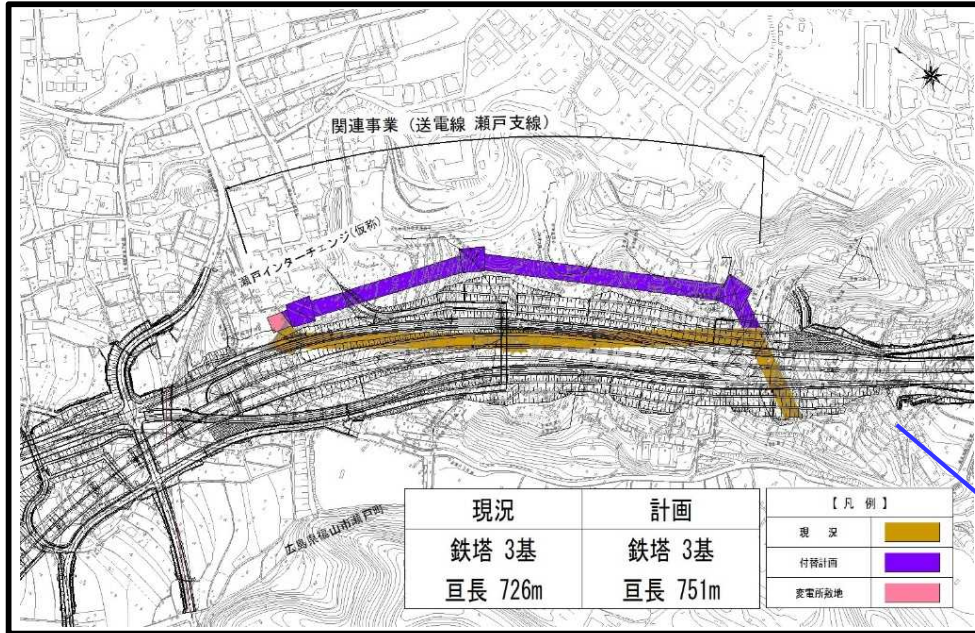 関連事業（送電線 瀬戸支線）
瀬戸インターチェンジ（仮称）
広島県福山市瀬戸町
現況 計画
鉄塔 3基 鉄塔 3基
亘長 726m 亘長 751m
【凡 例】
現 況
付替計画
変電所敷地